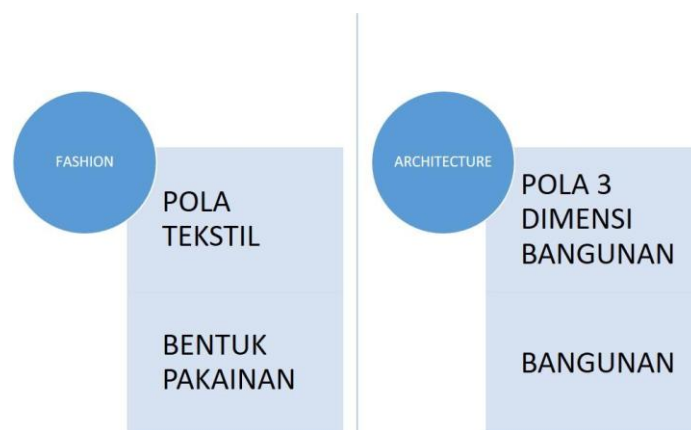 FASHION
POLA
TEKSTIL
BENTUK
PAKAINAN
ARCHITECTURE
POLA 3
DIMENSI
BANGUNAN
BANGUNAN